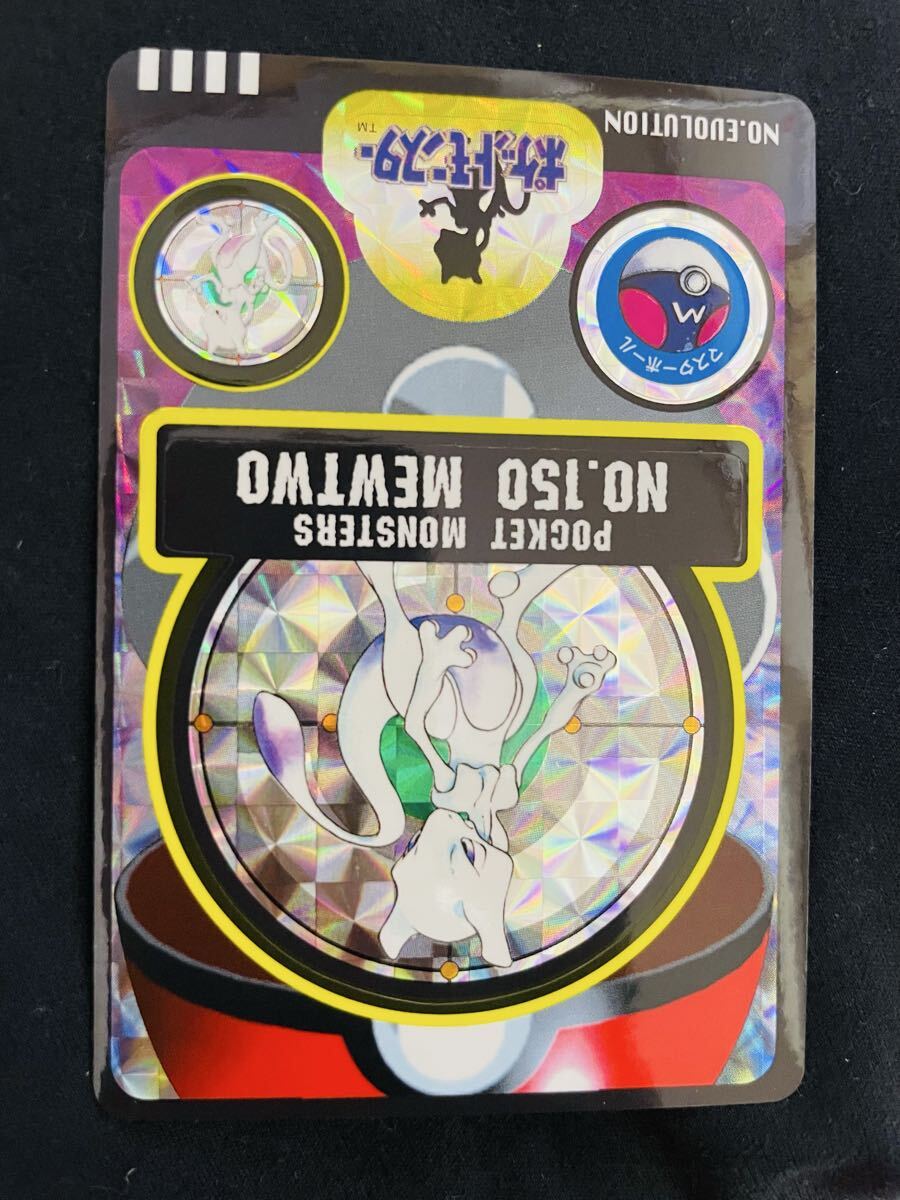 POCKET MONSTERS
NO.150 MEWTWO
マスターボール
M
ポケットモンスター
TM
NO.EVOLUTION